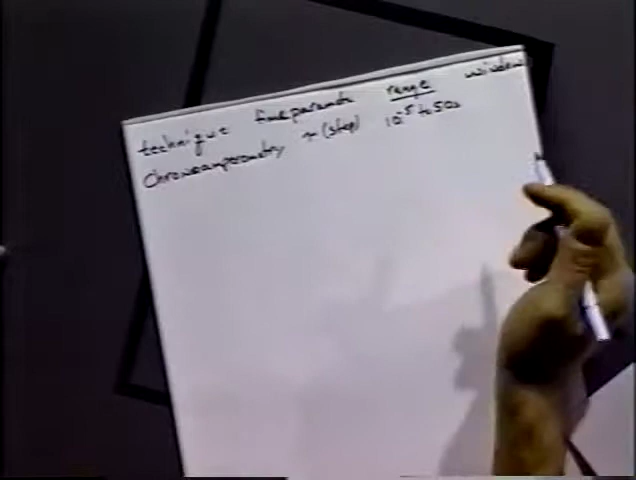 technique time parameter range window
Chronoamperometry τ (step) 10⁻⁵ to 50s